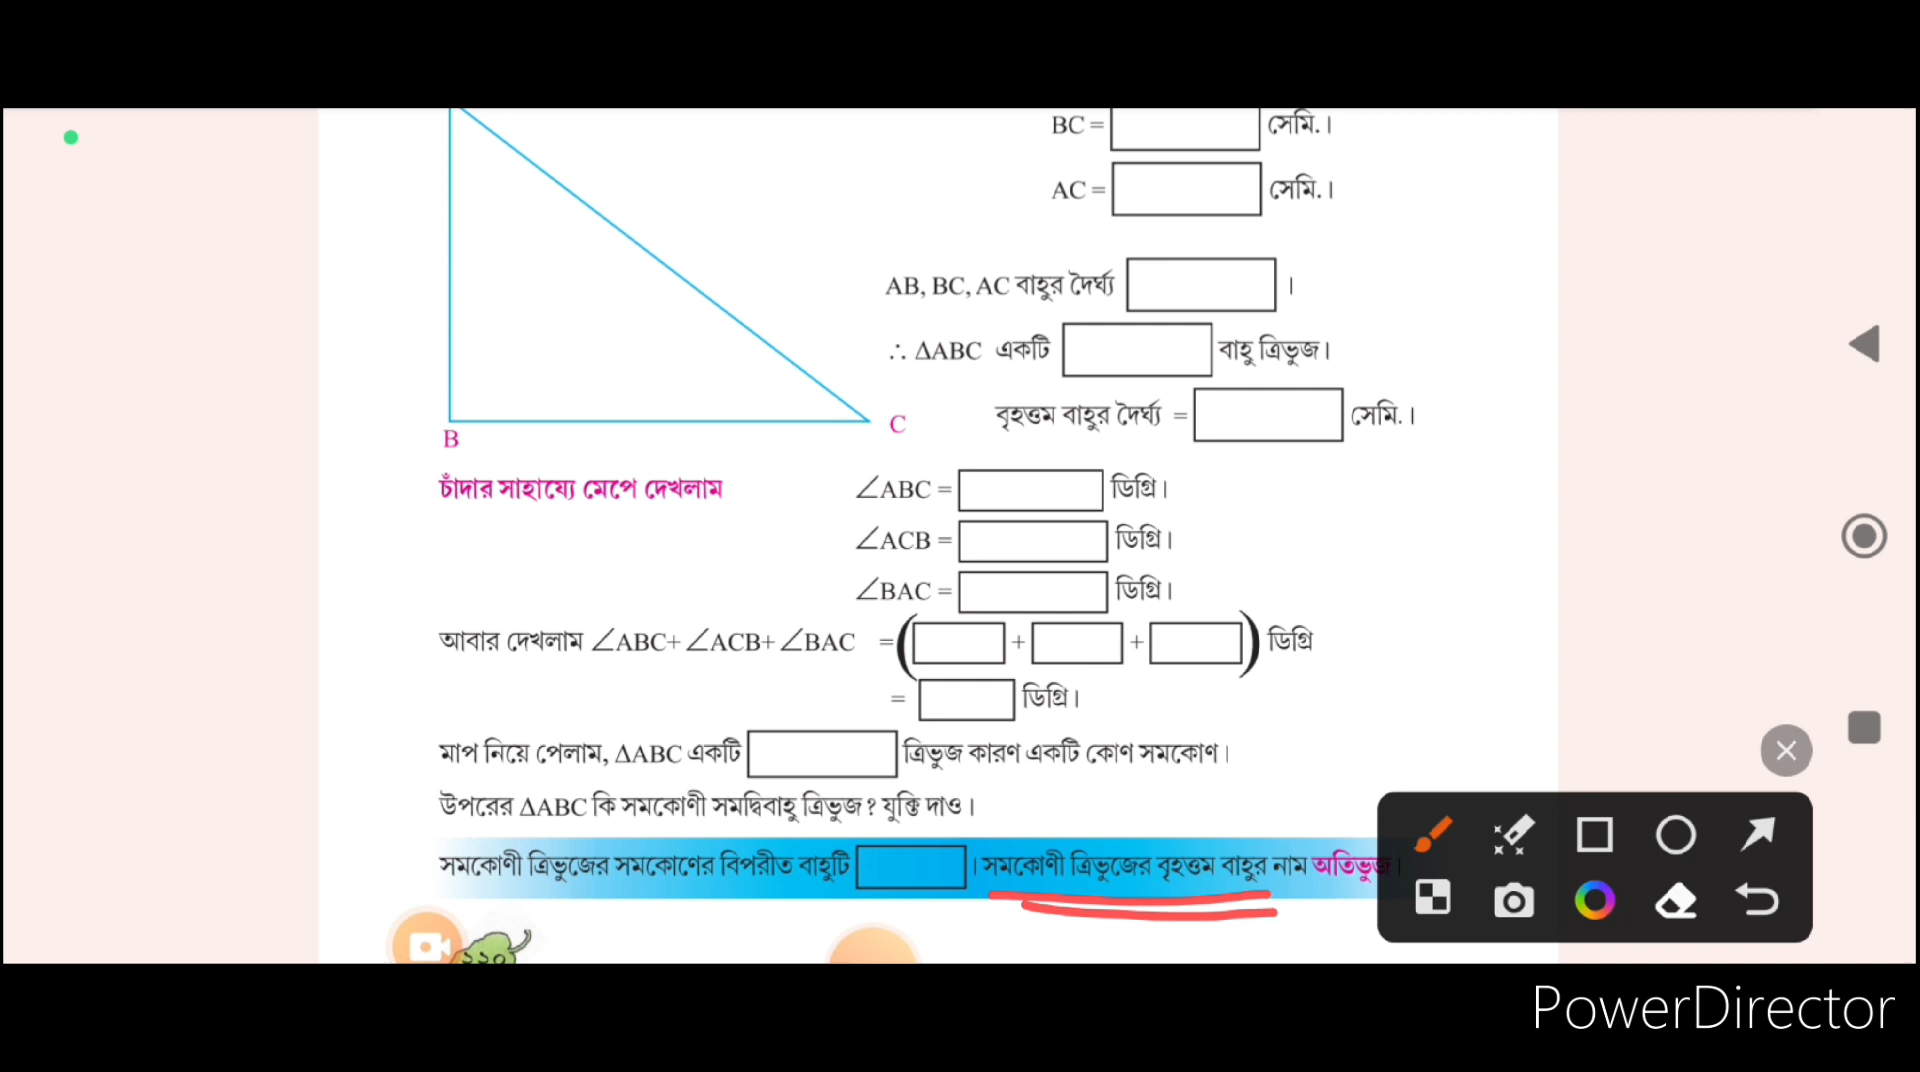 BC = সেমি.।
AC = সেমি.।
AB, BC, AC বাহুর দৈর্ঘ্য ।
∴ ΔABC একটি বাহু ত্রিভুজ।
বৃহত্তম বাহুর দৈর্ঘ্য = সেমি.।
B
C
চাঁদার সাহায্যে মেপে দেখলাম
∠ABC = ডিগ্রি।
∠ACB = ডিগ্রি।
∠BAC = ডিগ্রি।
আবার দেখলাম ∠ABC+ ∠ACB+ ∠BAC = ( + + ) ডিগ্রি
= ডিগ্রি।
মাপ নিয়ে পেলাম, ΔABC একটি ত্রিভুজ কারণ একটি কোণ সমকোণ।
উপরের ΔABC কি সমকোণী সমদ্বিবাহু ত্রিভুজ? যুক্তি দাও।
সমকোণী ত্রিভুজের সমকোণের বিপরীত বাহুটি । সমকোণী ত্রিভুজের বৃহত্তম বাহুর নাম অতিভুজ।
২২০
PowerDirector